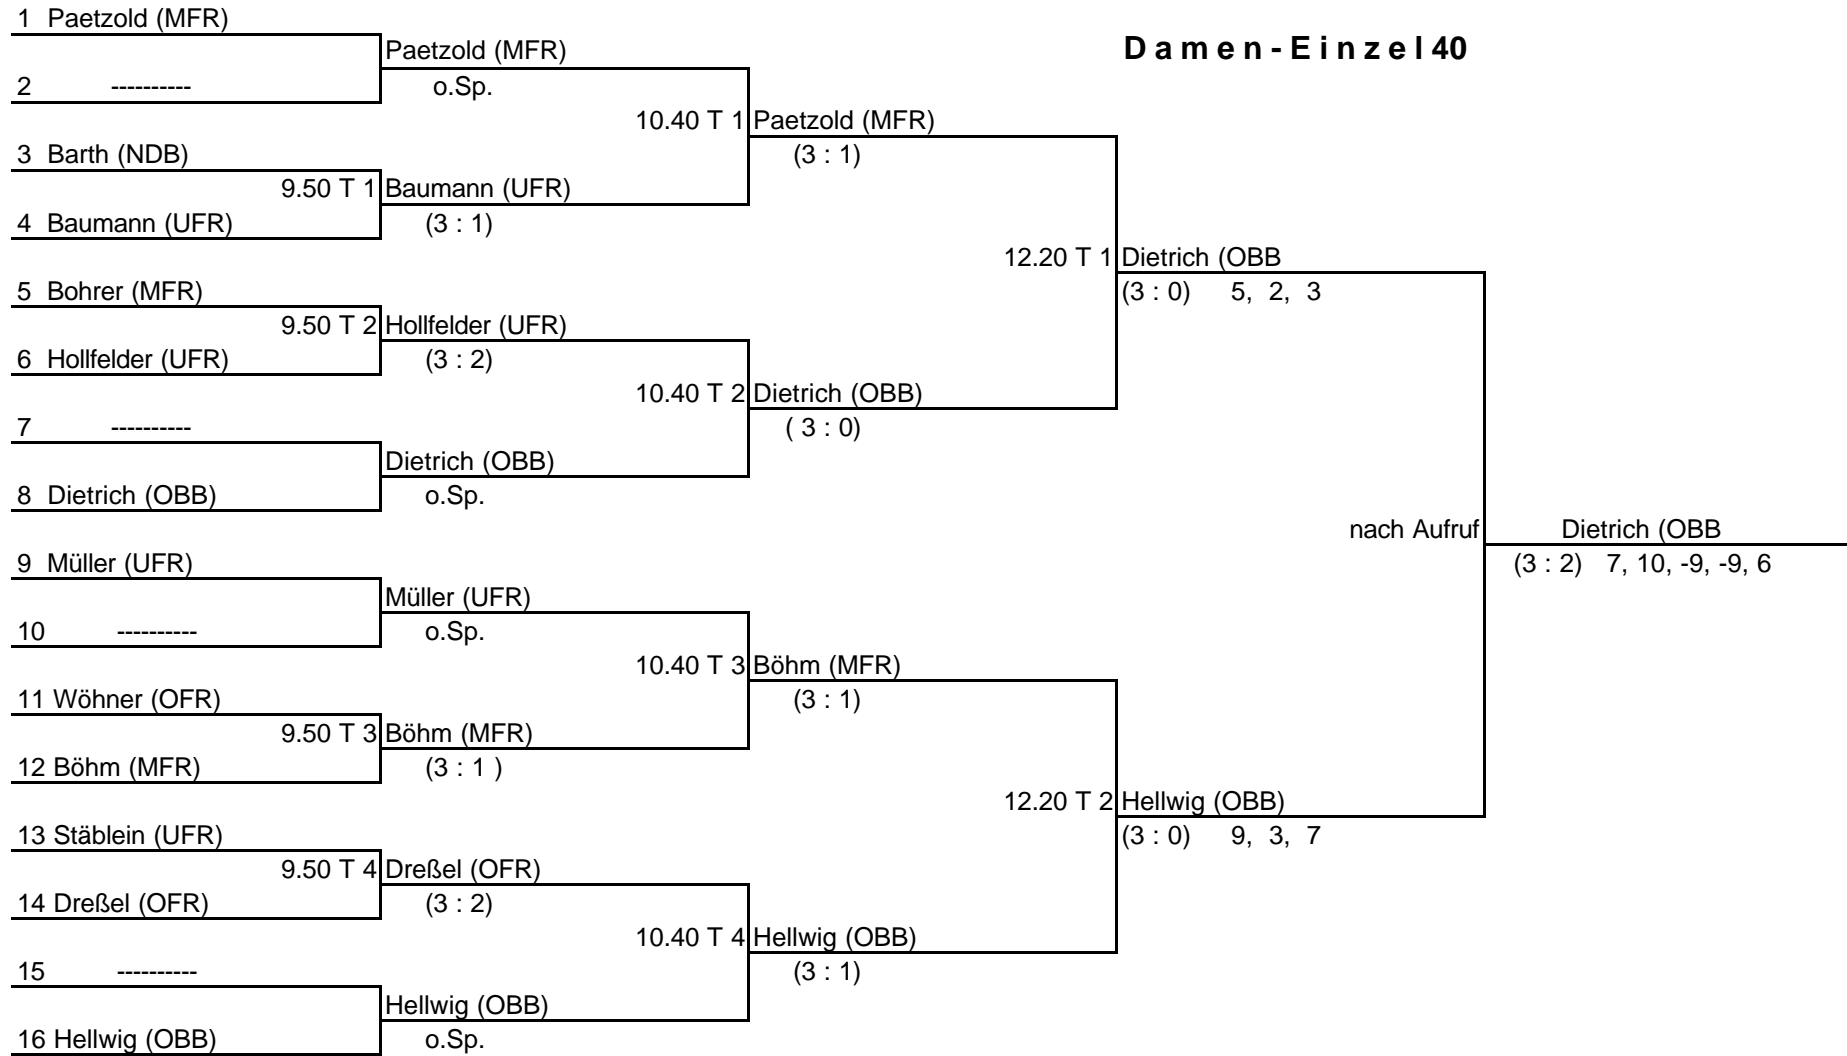 1 Paetzold (MFR)
Paetzold (MFR)
Damen-Einzel 40
2 ----------
o.Sp.
10.40 T 1 Paetzold (MFR)
3 Barth (NDB)
(3 : 1)
9.50 T 1 Baumann (UFR)
4 Baumann (UFR)
(3 : 1)
12.20 T 1 Dietrich (OBB
5 Bohrer (MFR)
(3 : 0) 5, 2, 3
9.50 T 2 Hollfelder (UFR)
6 Hollfelder (UFR)
(3 : 2)
10.40 T 2 Dietrich (OBB)
7 ----------
( 3 : 0)
Dietrich (OBB)
8 Dietrich (OBB)
o.Sp.
nach Aufruf Dietrich (OBB
9 Müller (UFR)
(3 : 2) 7, 10, -9, -9, 6
Müller (UFR)
10 ----------
o.Sp.
10.40 T 3 Böhm (MFR)
11 Wöhner (OFR)
(3 : 1)
9.50 T 3 Böhm (MFR)
12 Böhm (MFR)
(3 : 1 )
12.20 T 2 Hellwig (OBB)
13 Stäblein (UFR)
(3 : 0) 9, 3, 7
9.50 T 4 Dreßel (OFR)
14 Dreßel (OFR)
(3 : 2)
10.40 T 4 Hellwig (OBB)
15 ----------
(3 : 1)
Hellwig (OBB)
16 Hellwig (OBB)
o.Sp.